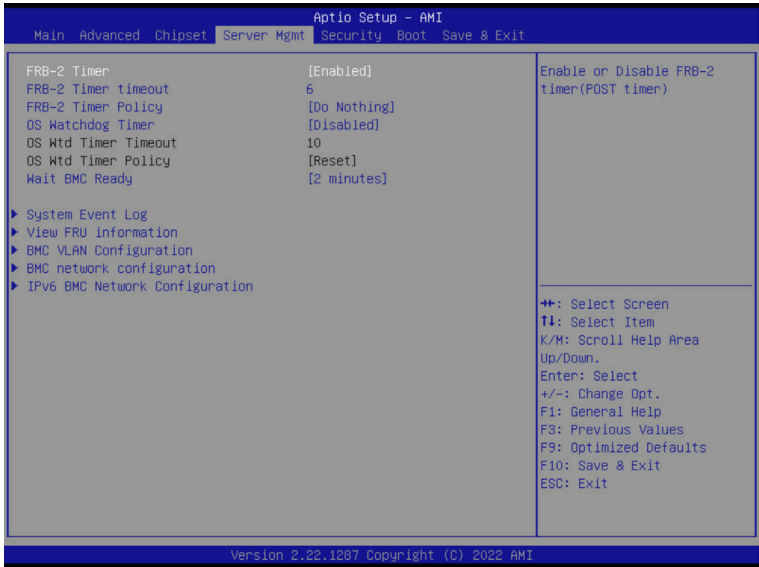 Aptio Setup - AMI
Main Advanced Chipset Server Mgmt Security Boot Save & Exit
FRB-2 Timer [Enabled]
FRB-2 Timer timeout 6
FRB-2 Timer Policy [Do Nothing]
OS Watchdog Timer [Disabled]
OS Wtd Timer Timeout 10
OS Wtd Timer Policy [Reset]
Wait BMC Ready [2 minutes]
System Event Log
View FRU information
BMC VLAN Configuration
BMC network configuration
IPv6 BMC Network Configuration
Enable or Disable FRB-2
timer(POST timer)
→←: Select Screen
↑↓: Select Item
K/M: Scroll Help Area
Up/Down.
Enter: Select
+/-: Change Opt.
F1: General Help
F3: Previous Values
F9: Optimized Defaults
F10: Save & Exit
ESC: Exit
Version 2.22.1287 Copyright (C) 2022 AMI